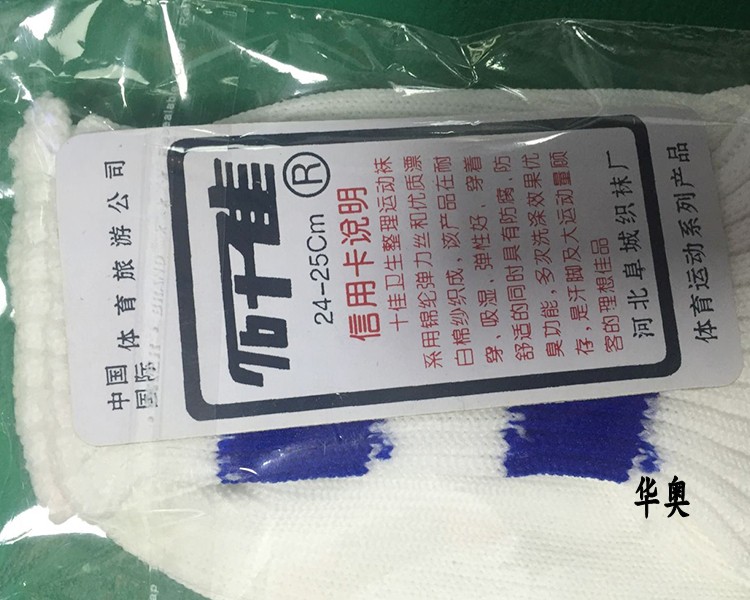 中国
国际
体育旅游公司
TO十佳®
24-25Cm
信用卡说明
十佳卫生整理运动袜
系用锦纶弹力丝和优质漂
白棉纱织成，该产品在耐
穿、吸湿、弹性好、穿着
舒适的同时具有防腐，防
臭功能，多次洗涤效果优
存，是汗脚及大运动量顾
客的理想佳品
河北阜城织袜厂
体育运动系列产品
华奥